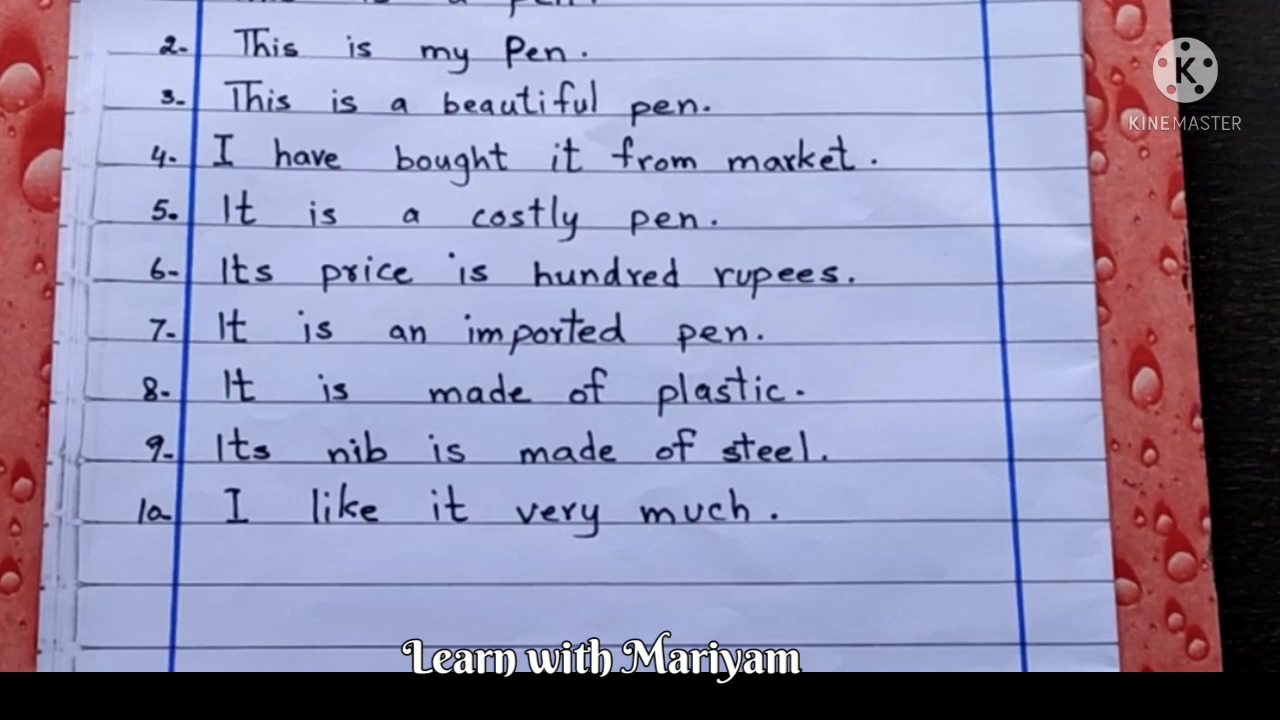 2- This is my Pen.
3- This is a beautiful pen.
4- I have bought it from market.
5. It is a costly pen.
6- Its price is hundred rupees.
7- It is an imported pen.
8- It is made of plastic.
9- Its nib is made of steel.
10 I like it very much.
K
KINEMASTER
Learn with Mariyam